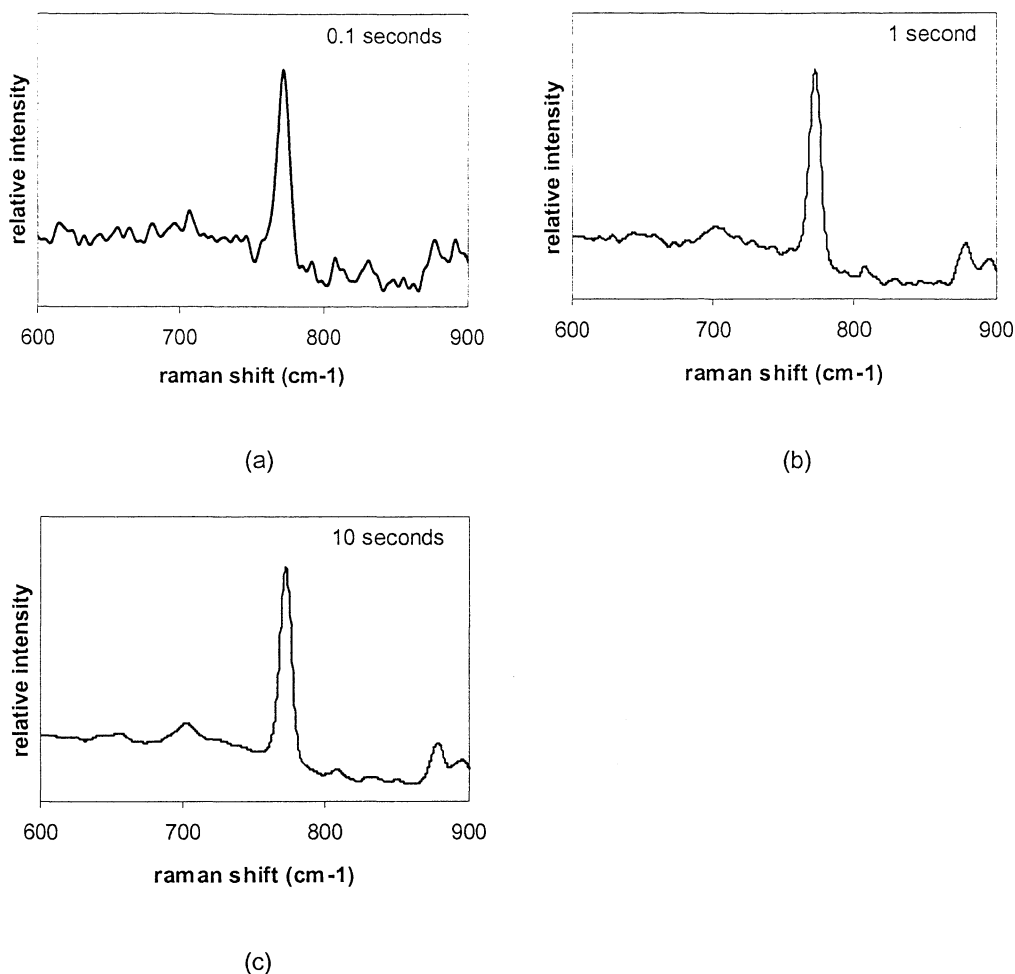 0.1 seconds
relative intensity
600 700 800 900
raman shift (cm-1)
(a)
1 second
relative intensity
600 700 800 900
raman shift (cm-1)
(b)
10 seconds
relative intensity
600 700 800 900
raman shift (cm-1)
(c)